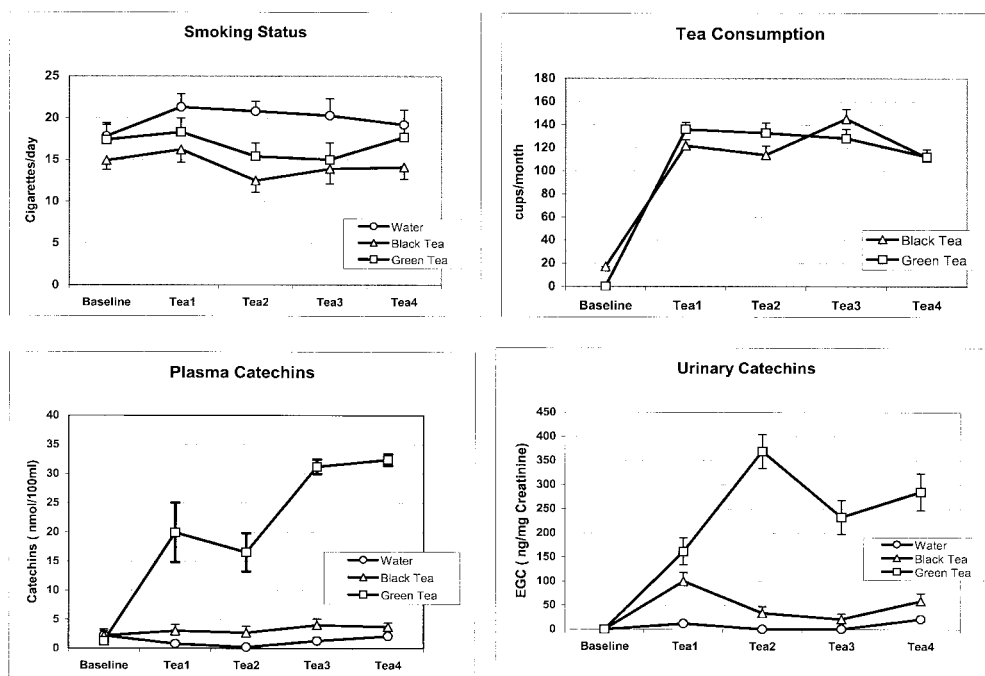 Smoking Status
25
20
15
10
5
0
Cigarettes/day
Water
Black Tea
Green Tea
Baseline Tea1 Tea2 Tea3 Tea4
Tea Consumption
180
160
140
120
100
80
60
40
20
0
cups/month
Black Tea
Green Tea
Baseline Tea1 Tea2 Tea3 Tea4
Plasma Catechins
40
35
30
25
20
15
10
5
0
Catechins ( nmol/100ml)
Water
Black Tea
Green Tea
Baseline Tea1 Tea2 Tea3 Tea4
Urinary Catechins
450
400
350
300
250
200
150
100
50
0
EGC ( ng/mg Creatinine)
Water
Black Tea
Green Tea
Baseline Tea1 Tea2 Tea3 Tea4